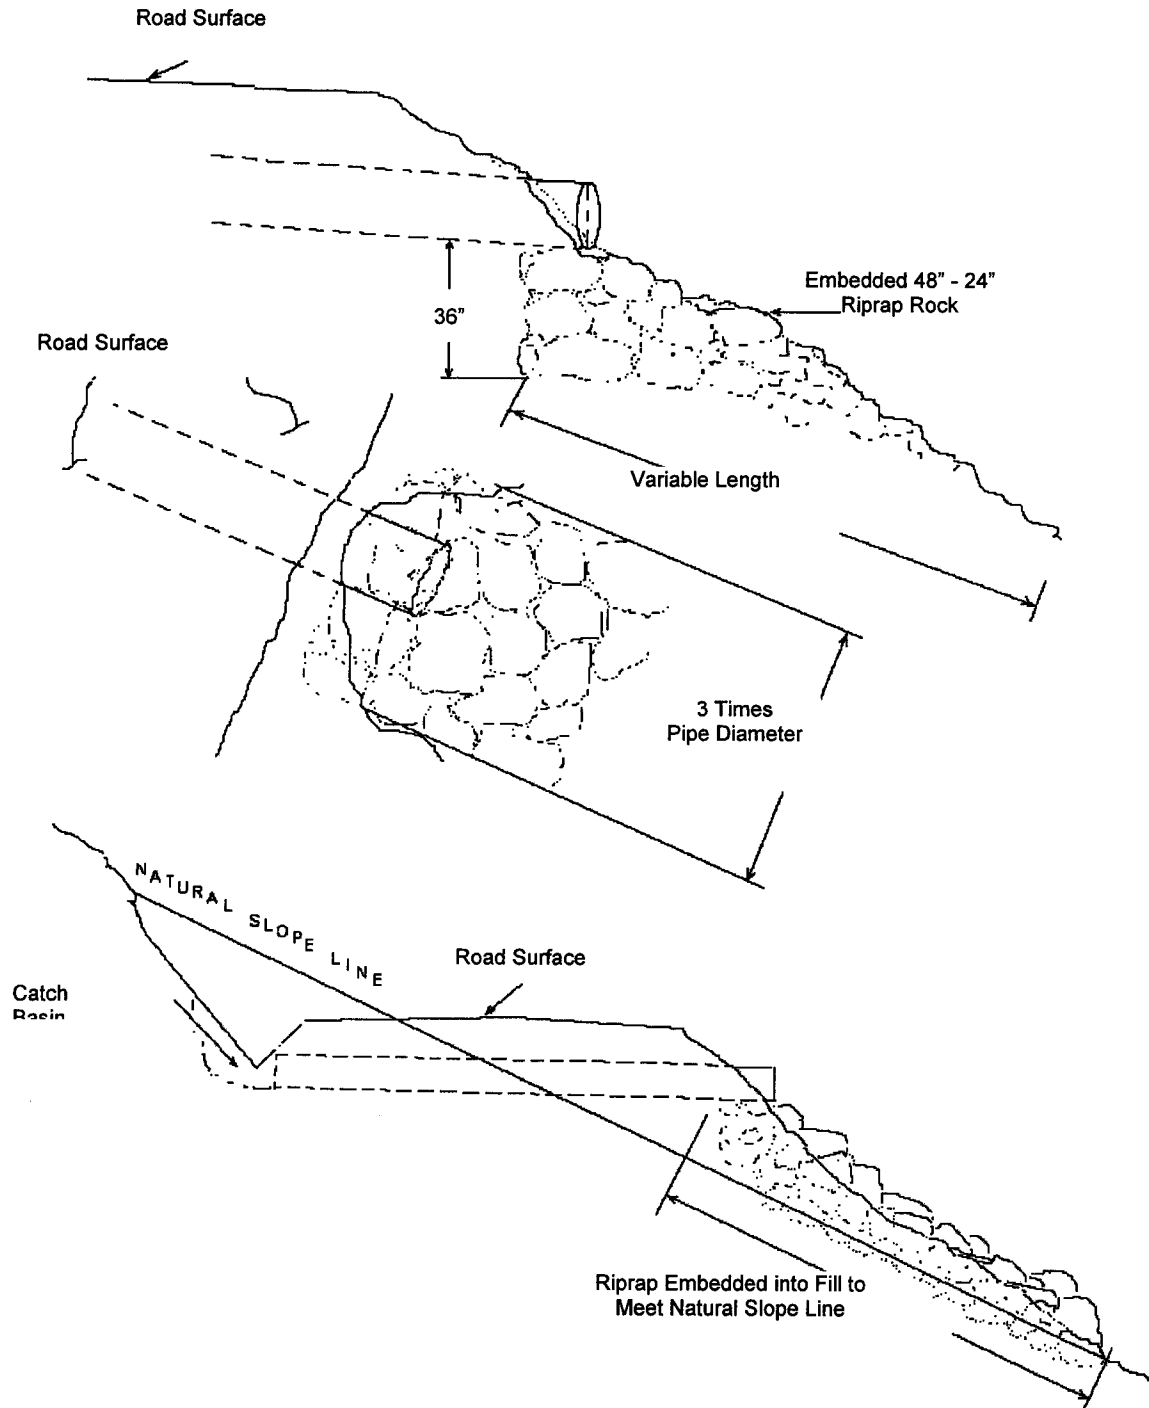 Road Surface
Embedded 48" - 24"
Riprap Rock
36"
Road Surface
Variable Length
3 Times
Pipe Diameter
NATURAL SLOPE LINE
Road Surface
Catch
Basin
Riprap Embedded into Fill to
Meet Natural Slope Line